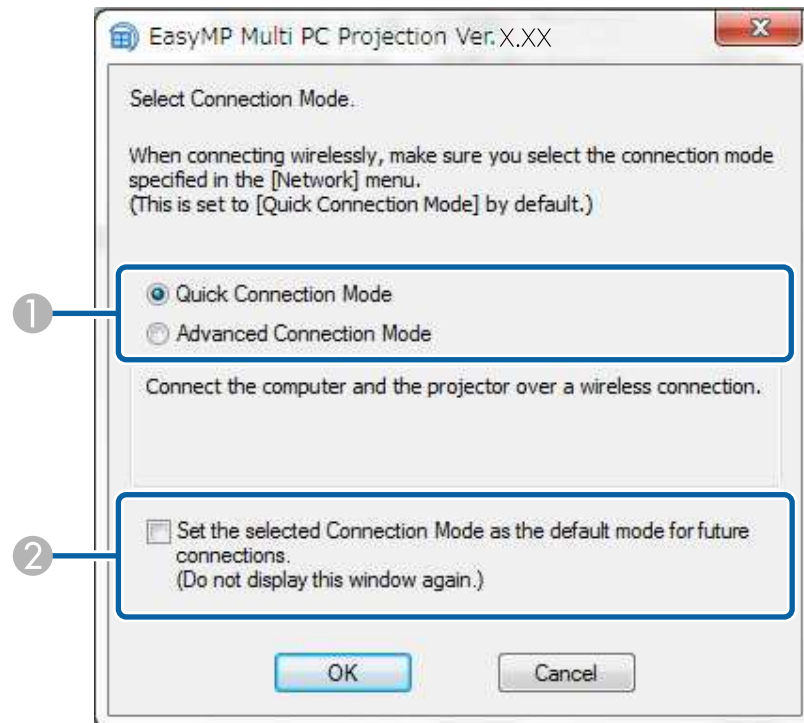 EasyMP Multi PC Projection Ver.X.XX
Select Connection Mode.
When connecting wirelessly, make sure you select the connection mode
specified in the [Network] menu.
(This is set to [Quick Connection Mode] by default.)
1
Quick Connection Mode
Advanced Connection Mode
Connect the computer and the projector over a wireless connection.
2
Set the selected Connection Mode as the default mode for future
connections.
(Do not display this window again.)
OK
Cancel